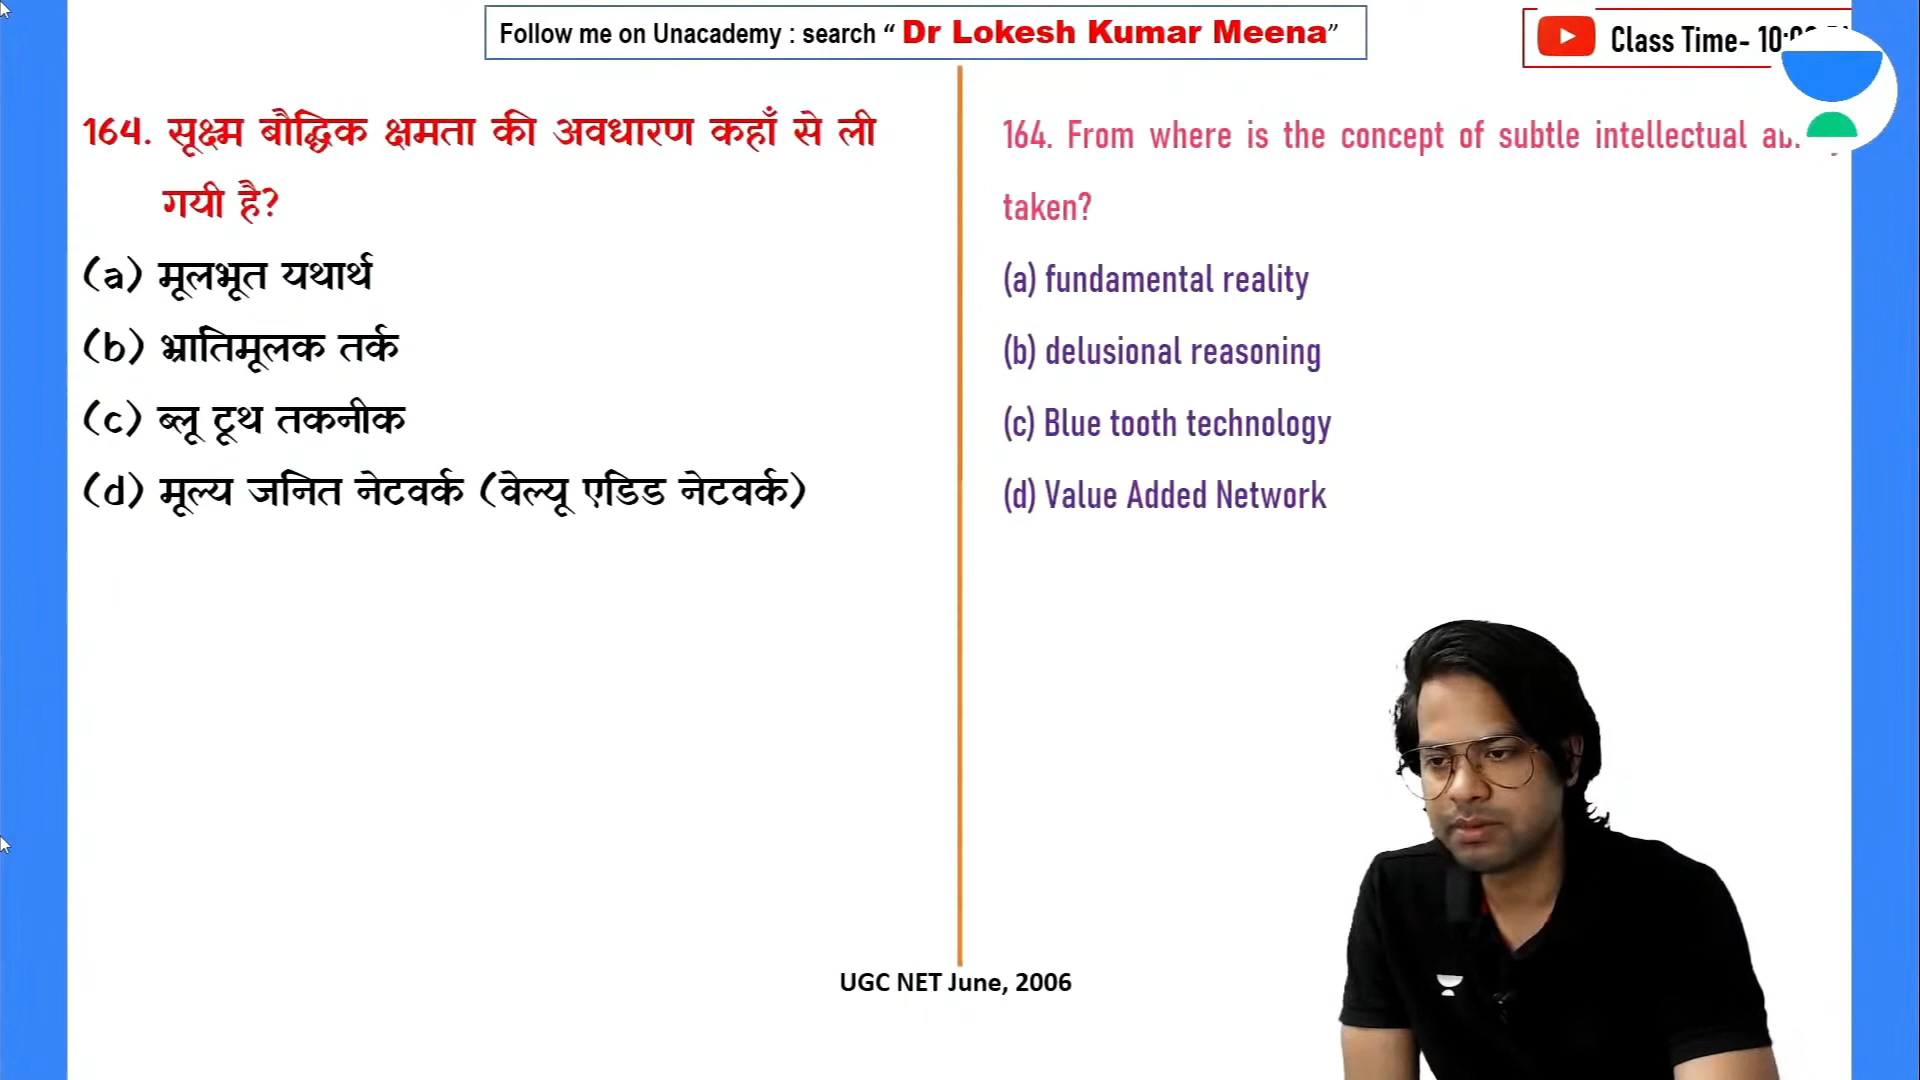 Follow me on Unacademy : search “ Dr Lokesh Kumar Meena”
Class Time-
164. सूक्ष्म बौद्धिक क्षमता की अवधारण कहाँ से ली
गयी है?
(a) मूलभूत यथार्थ
(b) भ्रातिमूलक तर्क
(c) ब्लू टूथ तकनीक
(d) मूल्य जनित नेटवर्क (वेल्यू एडिड नेटवर्क)
164. From where is the concept of subtle intellectual
taken?
(a) fundamental reality
(b) delusional reasoning
(c) Blue tooth technology
(d) Value Added Network
UGC NET June, 2006